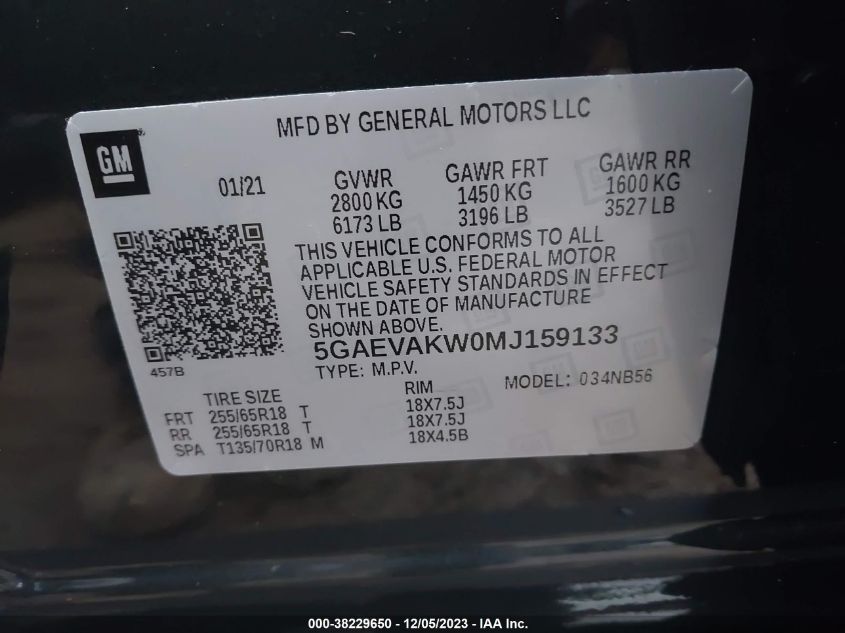 MFD BY GENERAL MOTORS LLC
GM®
01/21
GVWR
2800 KG
6173 LB
GAWR FRT
1450 KG
3196 LB
GAWR RR
1600 KG
3527 LB
THIS VEHICLE CONFORMS TO ALL
APPLICABLE U.S. FEDERAL MOTOR
VEHICLE SAFETY STANDARDS IN EFFECT
ON THE DATE OF MANUFACTURE
SHOWN ABOVE.
457B
5GAEVAKW0MJ159133
TYPE: M.P.V.
MODEL: 034NB56
TIRE SIZE RIM
FRT 255/65R18 T 18X7.5J
RR 255/65R18 T 18X7.5J
SPA T135/70R18 M 18X4.5B
000-38229650 - 12/05/2023 - IAA Inc.